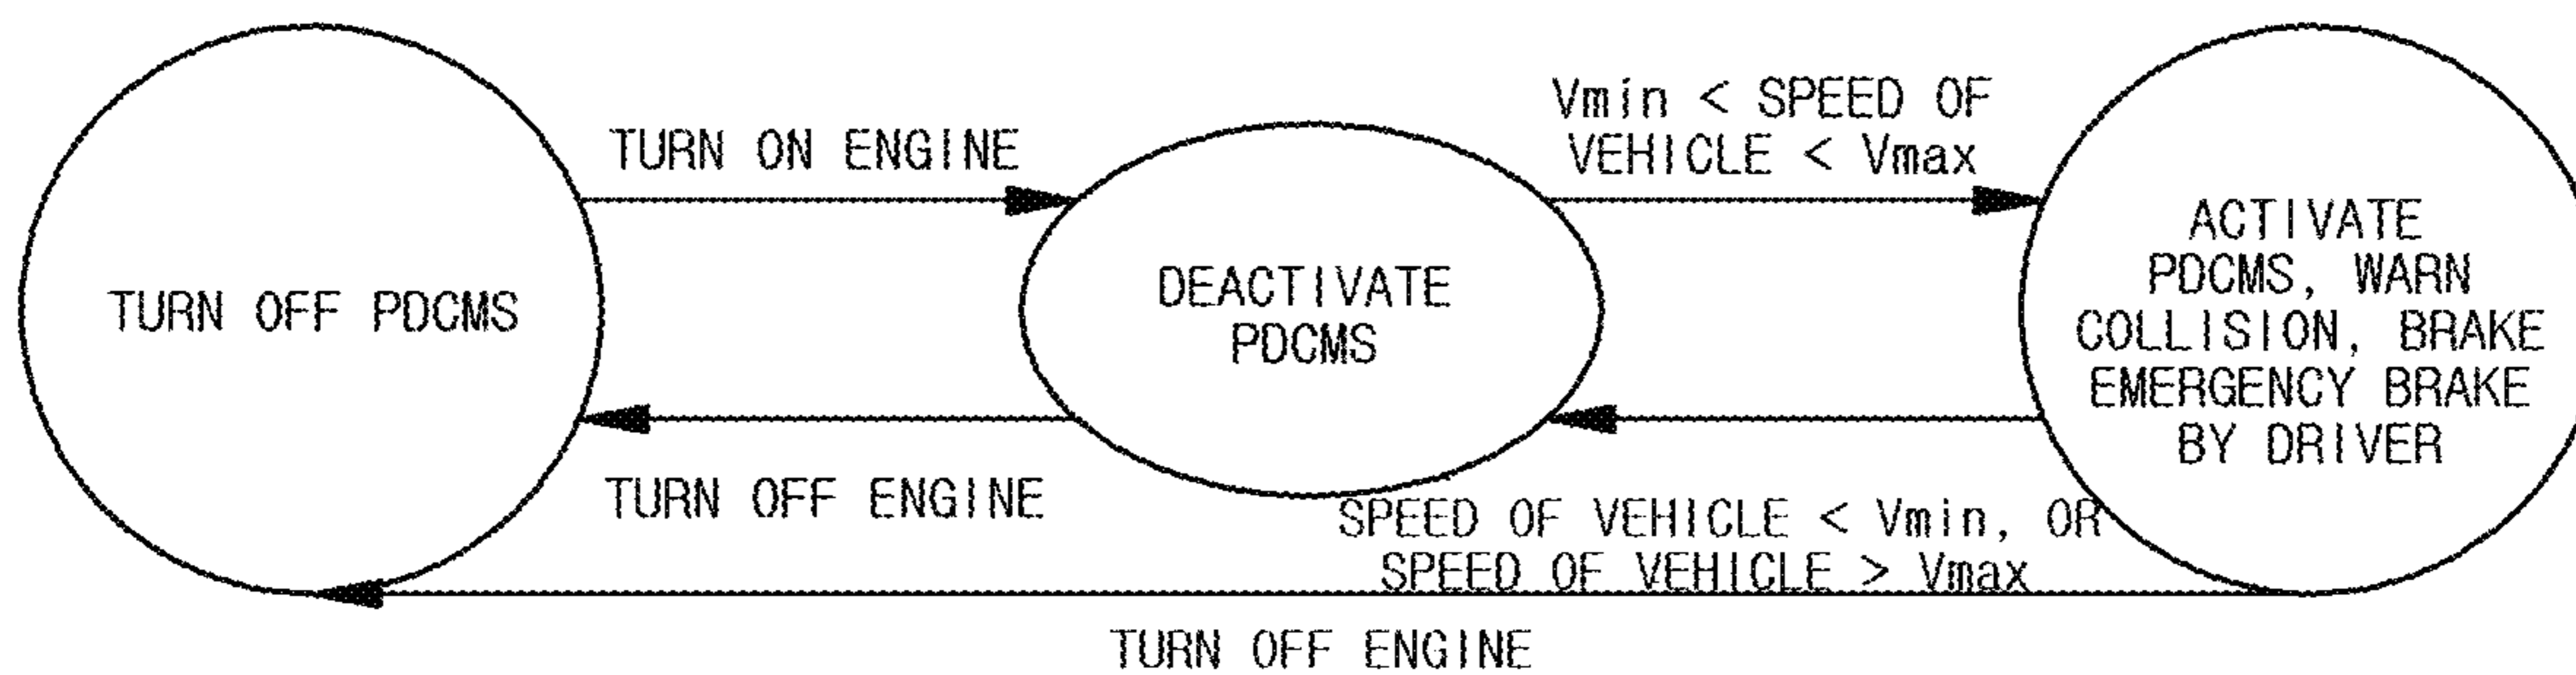 TURN OFF PDCMS
TURN ON ENGINE
TURN OFF ENGINE
DEACTIVATE
PDCMS
Vmin < SPEED OF
VEHICLE < Vmax
SPEED OF VEHICLE < Vmin, OR
SPEED OF VEHICLE > Vmax
ACTIVATE
PDCMS, WARN
COLLISION, BRAKE
EMERGENCY BRAKE
BY DRIVER
TURN OFF ENGINE